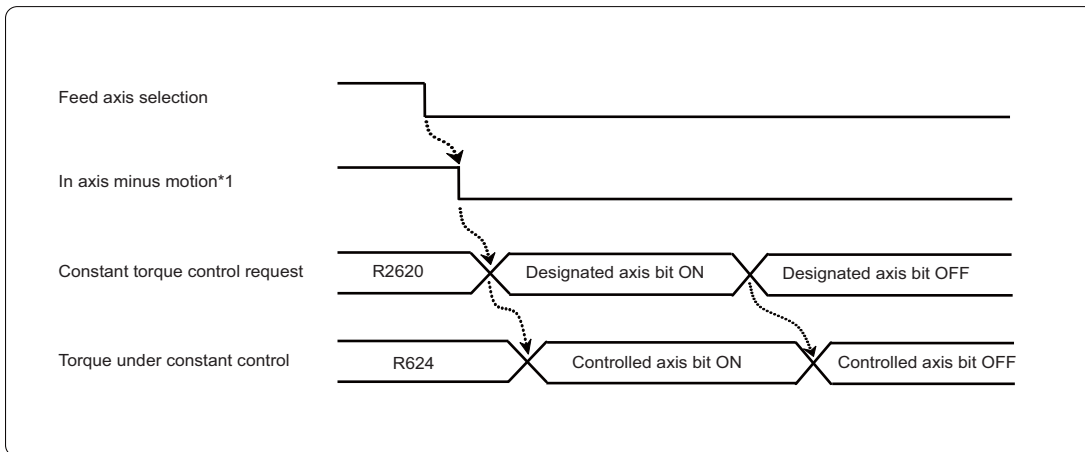 Feed axis selection
In axis minus motion*1
Constant torque control request
R2620
Designated axis bit ON
Designated axis bit OFF
Torque under constant control
R624
Controlled axis bit ON
Controlled axis bit OFF